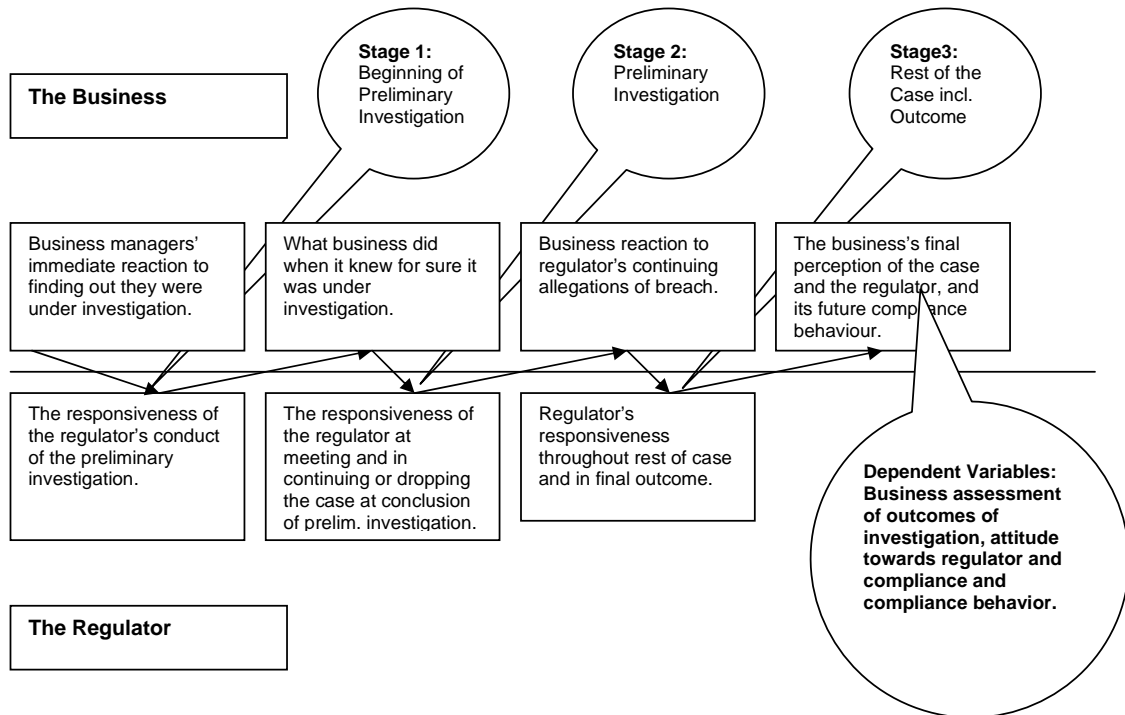 Stage 1:
Beginning of
Preliminary
Investigation
Stage 2:
Preliminary
Investigation
Stage3:
Rest of the
Case incl.
Outcome
The Business
Business managers'
immediate reaction to
finding out they were
under investigation.
What business did
when it knew for sure it
was under
investigation.
Business reaction to
regulator's continuing
allegations of breach.
The business's final
perception of the case
and the regulator, and
its future compliance
behaviour.
The responsiveness of
the regulator's conduct
of the preliminary
investigation.
The responsiveness of
the regulator at
meeting and in
continuing or dropping
the case at conclusion
of prelim. investigation.
Regulator's
responsiveness
throughout rest of case
and in final outcome.
Dependent Variables:
Business assessment
of outcomes of
investigation, attitude
towards regulator and
compliance and
compliance behavior.
The Regulator